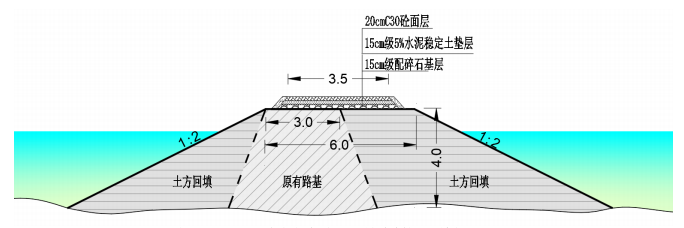 20cmC30砼面层
15cm级5%水泥稳定土垫层
15cm级配碎石基层
3.5
3.0
6.0
1:2
1:2
4.0
土方回填
原有路基
土方回填